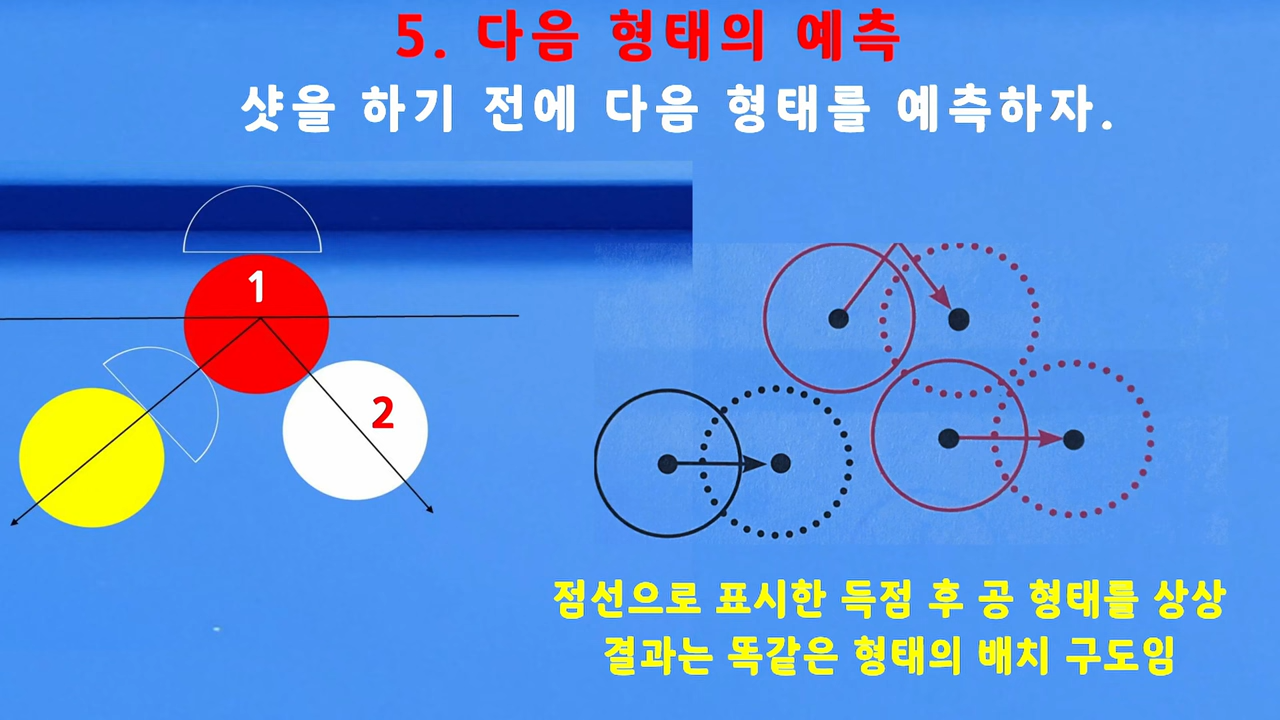 5. 다음 형태의 예측
샷을 하기 전에 다음 형태를 예측하자.
1
2
점선으로 표시한 득점 후 공 형태를 상상
결과는 똑같은 형태의 배치 구도임